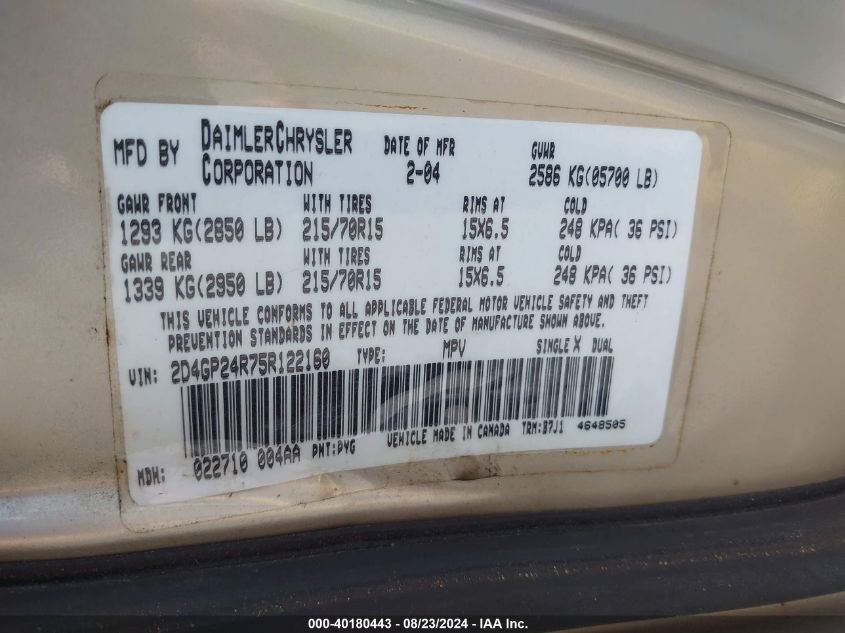 MFD BY DAIMLERCHRYSLER CORPORATION DATE OF MFR 2-04 GVWR 2586 KG(05700 LB)
GAWR FRONT WITH TIRES RIMS AT COLD
1293 KG(2850 LB) 215/70R15 15X6.5 248 KPA( 36 PSI)
GAWR REAR WITH TIRES RIMS AT COLD
1339 KG(2950 LB) 215/70R15 15X6.5 248 KPA( 36 PSI)
THIS VEHICLE CONFORMS TO ALL APPLICABLE FEDERAL MOTOR VEHICLE SAFETY AND THEFT
PREVENTION STANDARDS IN EFFECT ON THE DATE OF MANUFACTURE SHOWN ABOVE.
VIN: 2D4GP24R75R122160 TYPE: MPV SINGLE X DUAL
MDH: 022710 004AA PNT:PVG VEHICLE MADE IN CANADA TRM:B7J1 4648505
000-40180443 - 08/23/2024 - IAA Inc.